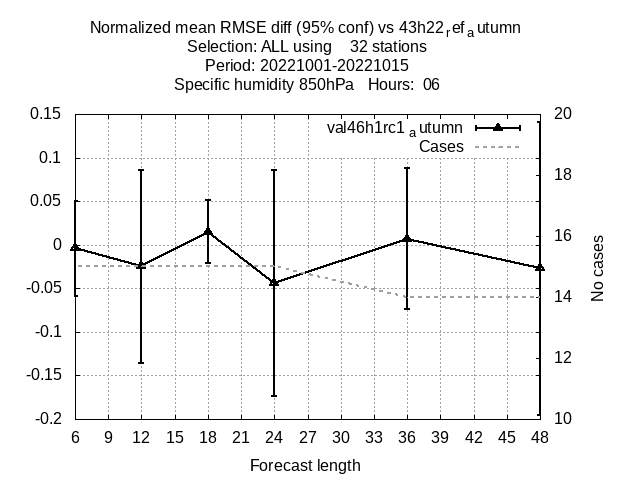 Normalized mean RMSE diff (95% conf) vs 43h22refautumn
Selection: ALL using 32 stations
Period: 20221001-20221015
Specific humidity 850hPa Hours: 06
val46h1rc1autumn
Cases
0.15
0.1
0.05
0
-0.05
-0.1
-0.15
-0.2
20
18
16
14
12
10
No cases
6 9 12 15 18 21 24 27 30 33 36 39 42 45 48
Forecast length